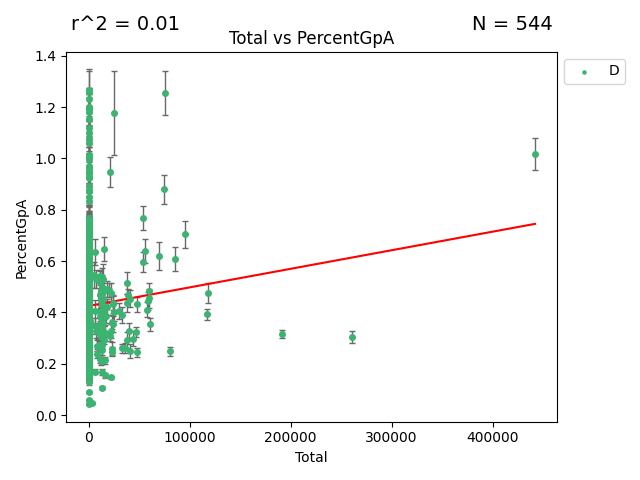 r^2 = 0.01
N = 544
Total vs PercentGpA
D
1.4
1.2
1.0
0.8
0.6
0.4
0.2
0.0
PercentGpA
0
100000
200000
300000
400000
Total